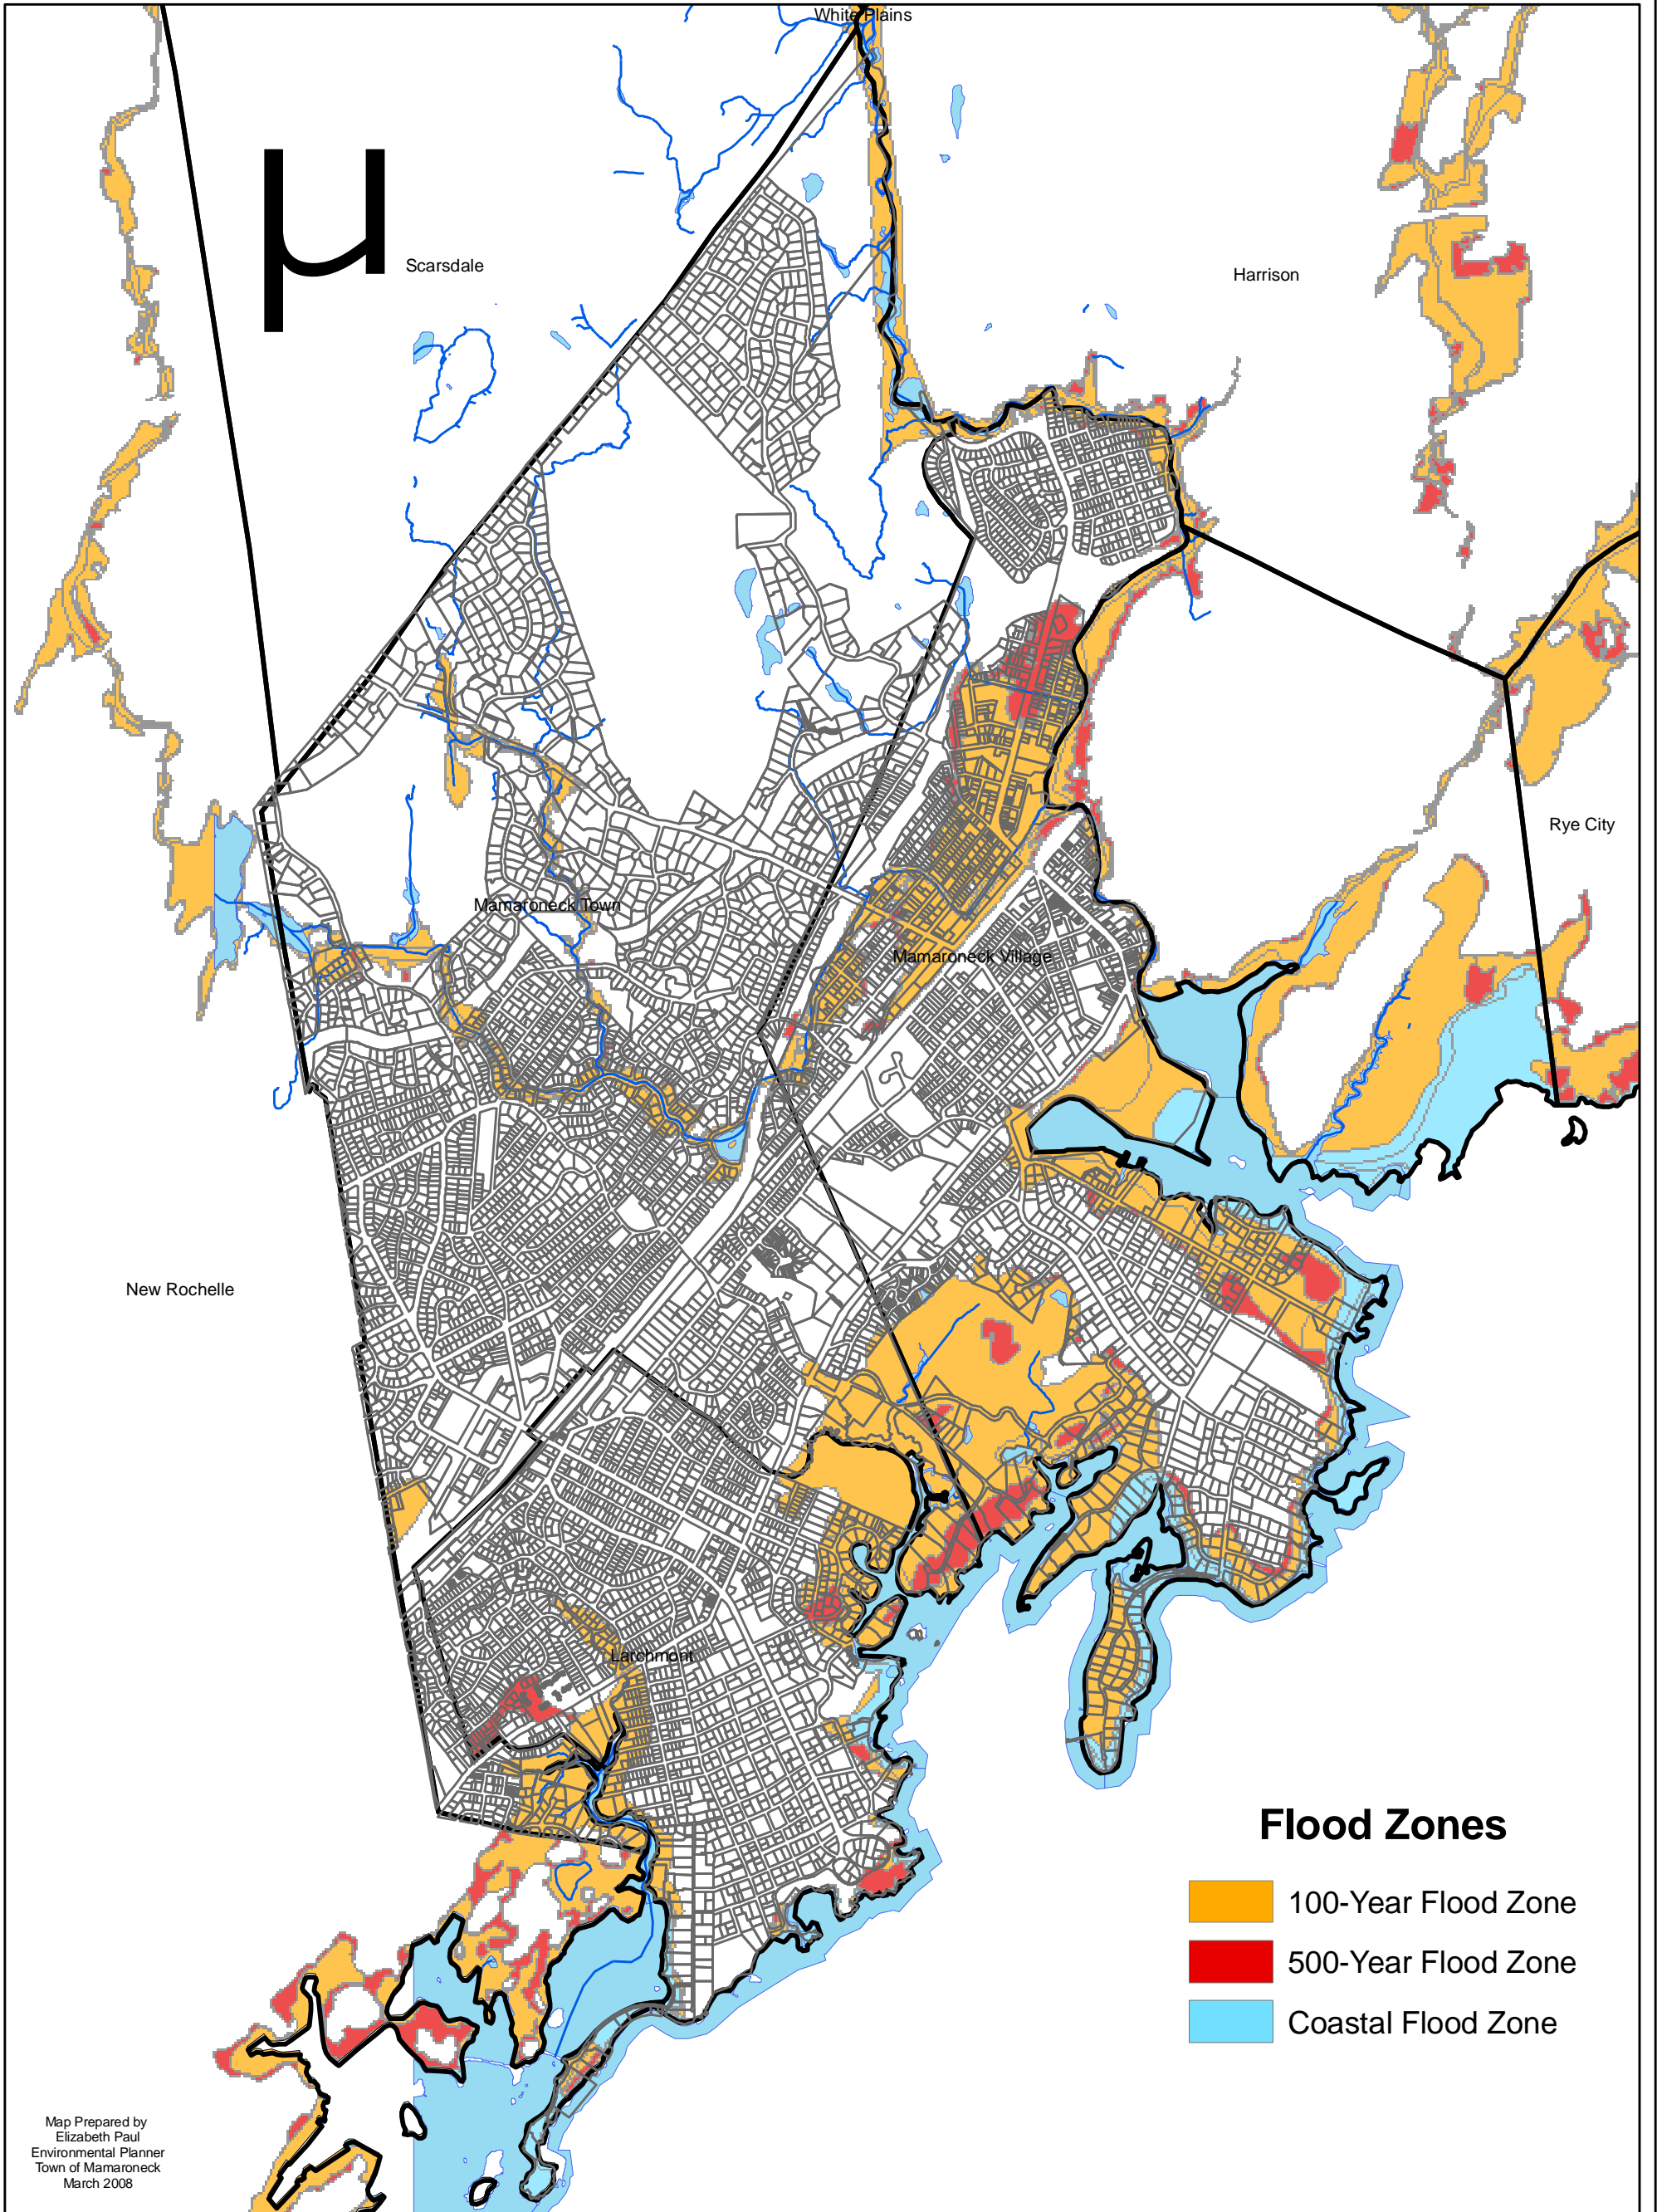 White Plains
µ
Scarsdale
Harrison
Rye City
Mamaroneck Town
Mamaroneck Village
New Rochelle
Larchmont
Flood Zones
100-Year Flood Zone
500-Year Flood Zone
Coastal Flood Zone
Map Prepared by
Elizabeth Paul
Environmental Planner
Town of Mamaroneck
March 2008